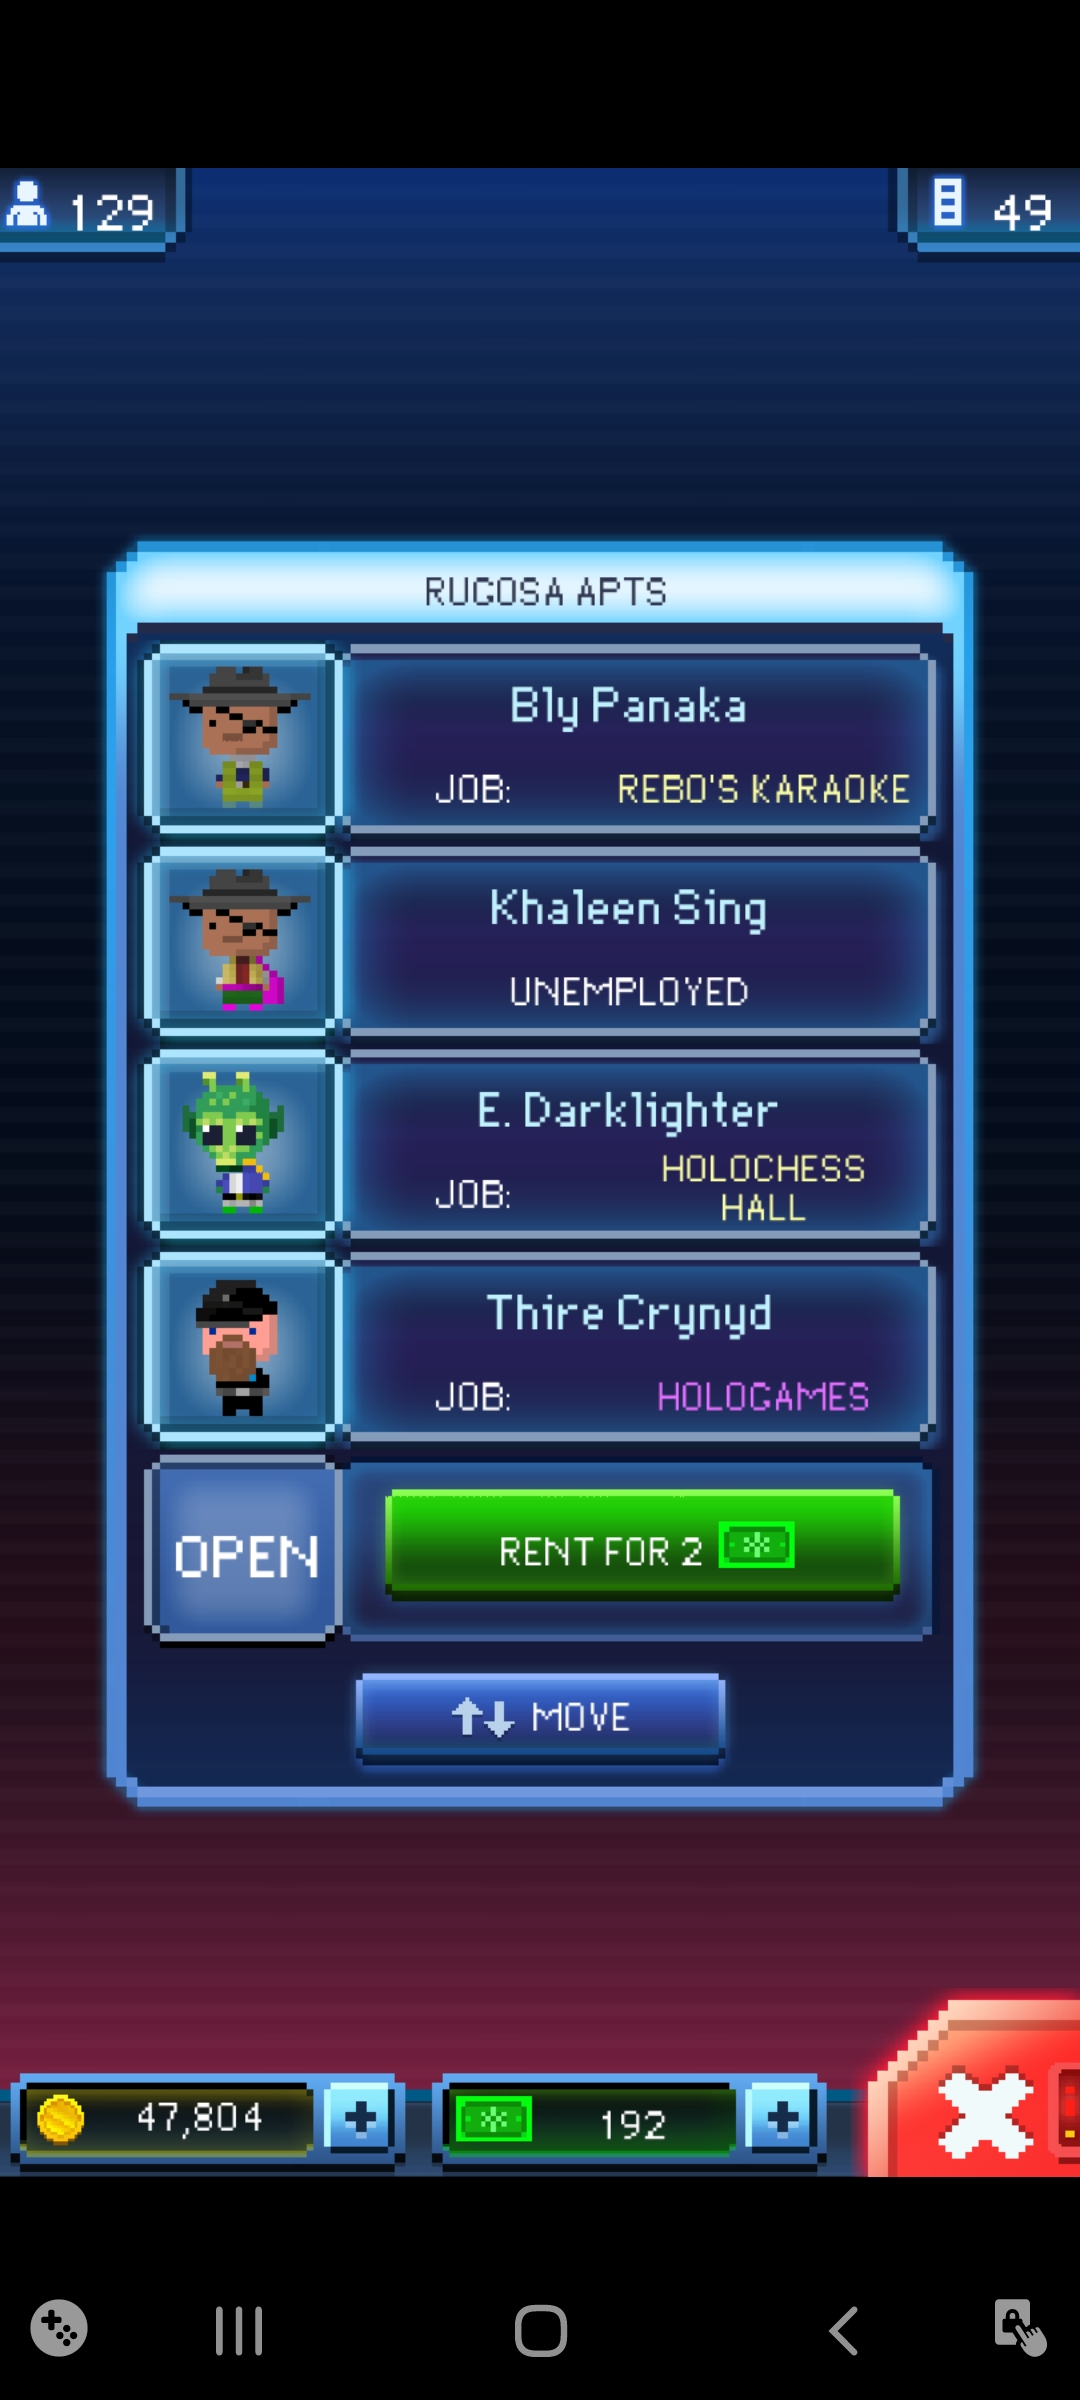 129
49
RUGOSA APTS
Bly Panaka
JOB: REBO'S KARAOKE
Khaleen Sing
UNEMPLOYED
E. Darklighter
JOB: HOLOCHESS
HALL
Thire Crynyd
JOB: HOLOGAMES
OPEN
RENT FOR 2
MOVE
47,804
192